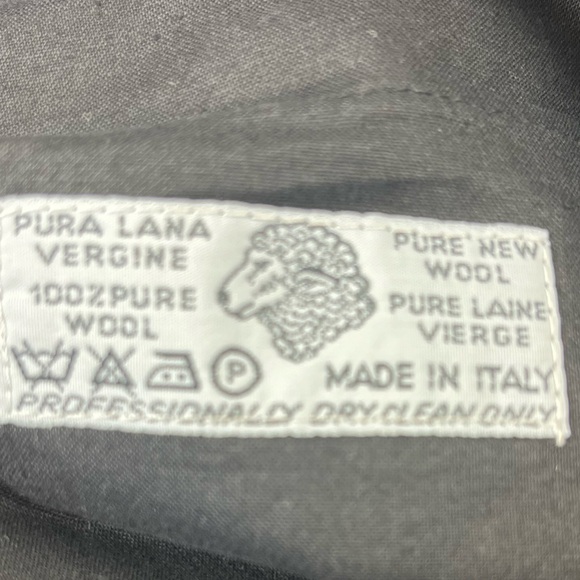 PURA LANA
VERGINE
100% PURE
WOOL
PURE NEW
WOOL
PURE LAINE
VIERGE
P
MADE IN ITALY
PROFESSIONALLY DRY CLEAN ONLY